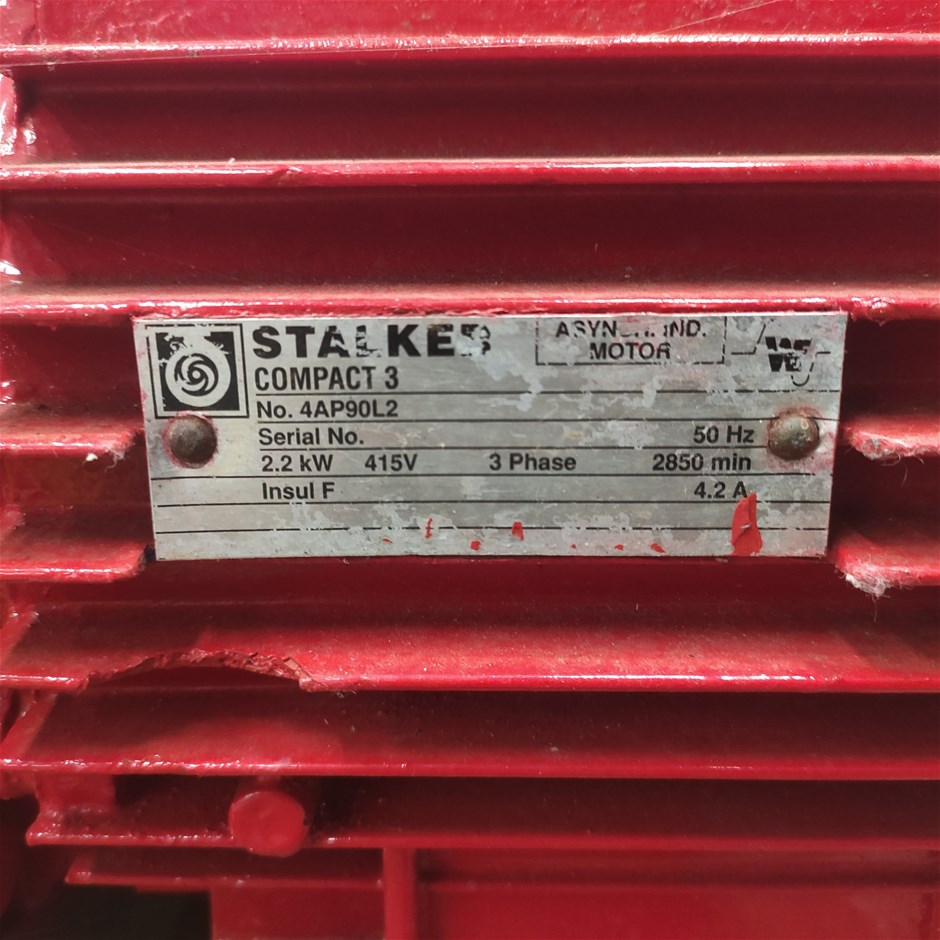 STALKER
ASYNCH. IND.
MOTOR
COMPACT 3
No. 4AP90L2
Serial No. 50 Hz
2.2 kW 415V 3 Phase 2850 min
Insul F 4.2 A